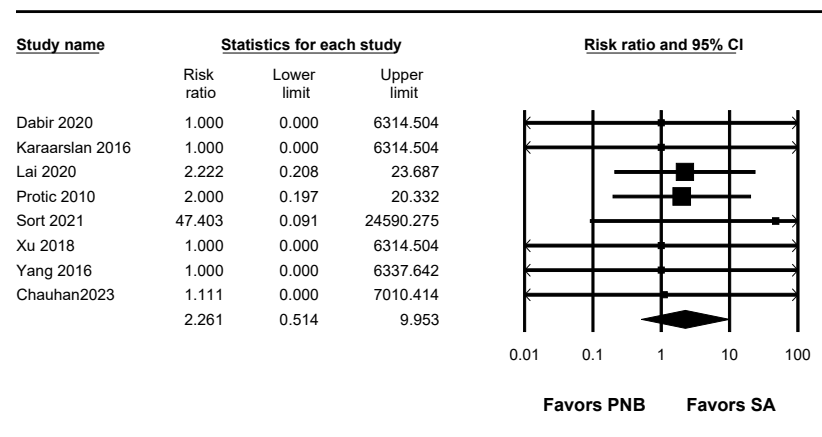 Study name Statistics for each study Risk ratio and 95% CI
Risk Lower Upper
ratio limit limit
Dabir 2020 1.000 0.000 6314.504
Karaarslan 2016 1.000 0.000 6314.504
Lai 2020 2.222 0.208 23.687
Protic 2010 2.000 0.197 20.332
Sort 2021 47.403 0.091 24590.275
Xu 2018 1.000 0.000 6314.504
Yang 2016 1.000 0.000 6337.642
Chauhan2023 1.111 0.000 7010.414
2.261 0.514 9.953
0.01 0.1 1 10 100
Favors PNB Favors SA